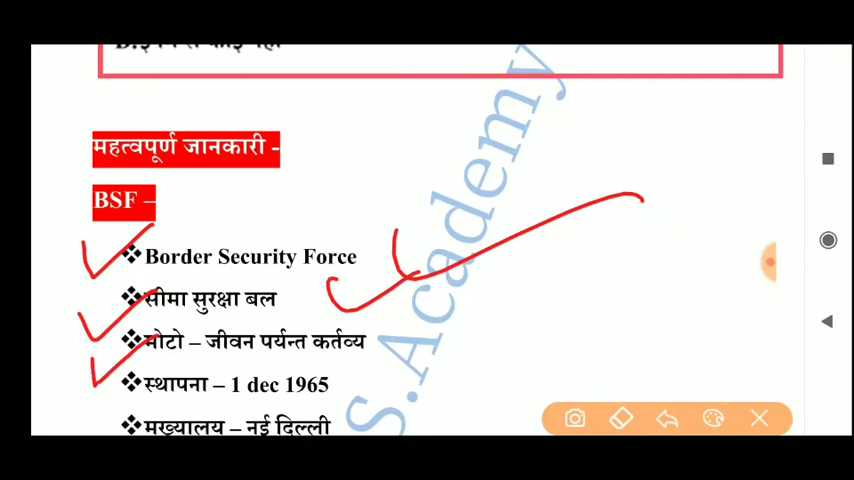 महत्वपूर्ण जानकारी -
BSF –
❖Border Security Force
❖सीमा सुरक्षा बल
❖मोटो – जीवन पर्यन्त कर्तव्य
❖स्थापना – 1 dec 1965
❖मुख्यालय – नई दिल्ली
S.Academy